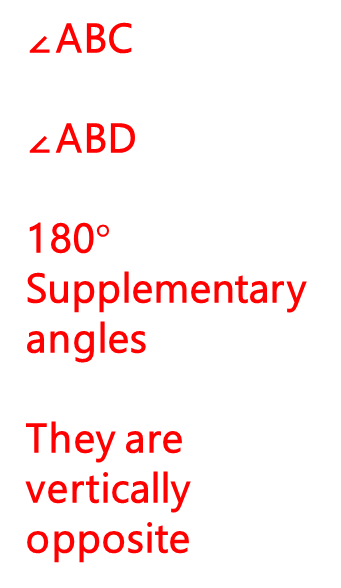 ∠ABC
∠ABD
180°
Supplementary
angles
They are
vertically
opposite